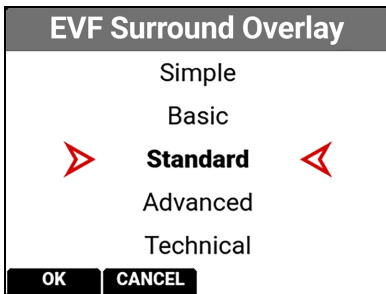 EVF Surround Overlay
Simple
Basic
Standard
Advanced
Technical
OK CANCEL